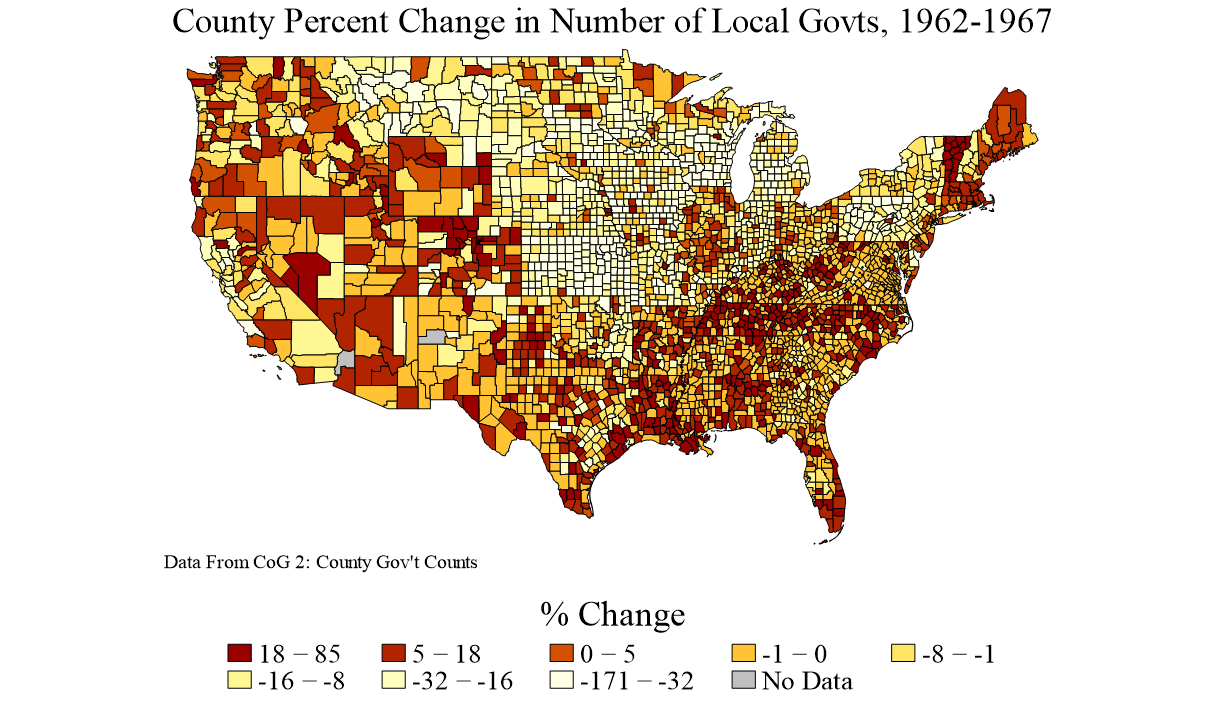 County Percent Change in Number of Local Govts, 1962-1967
Data From CoG 2: County Gov't Counts
% Change
18 − 85 5 − 18 0 − 5 -1 − 0 -8 − -1
-16 − -8 -32 − -16 -171 − -32 No Data